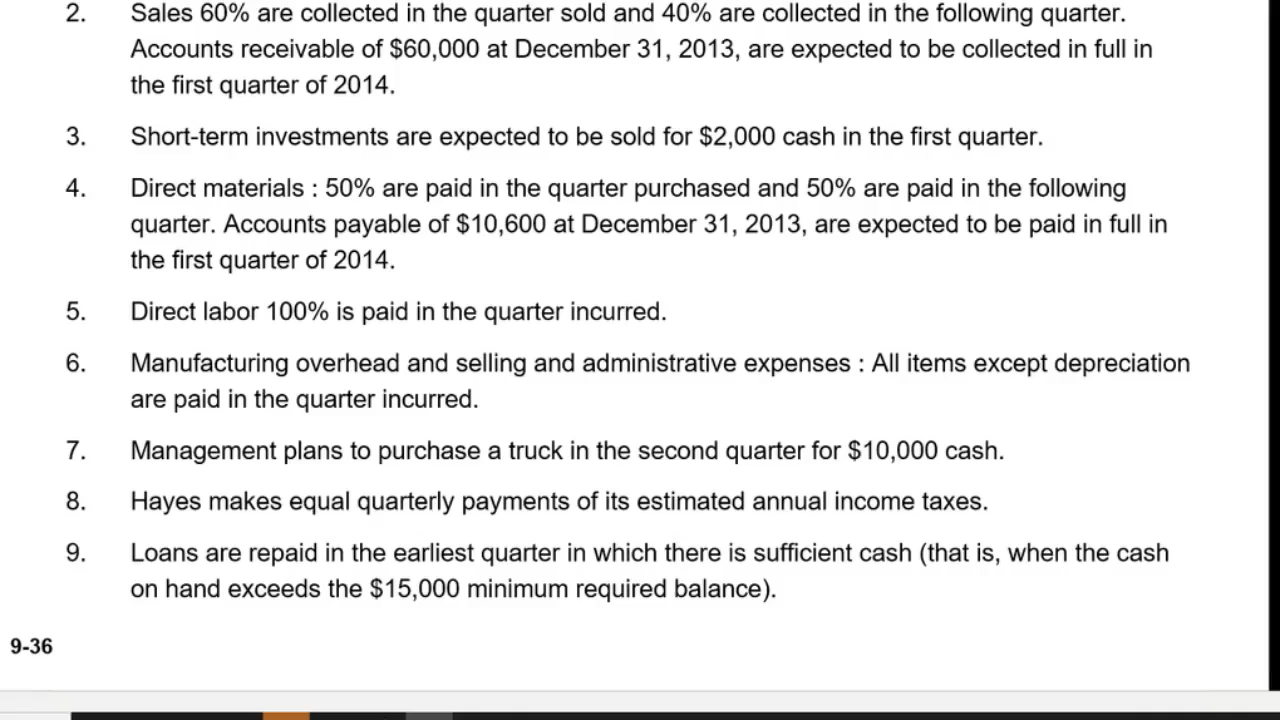 2. Sales 60% are collected in the quarter sold and 40% are collected in the following quarter.
Accounts receivable of $60,000 at December 31, 2013, are expected to be collected in full in
the first quarter of 2014.
3. Short-term investments are expected to be sold for $2,000 cash in the first quarter.
4. Direct materials : 50% are paid in the quarter purchased and 50% are paid in the following
quarter. Accounts payable of $10,600 at December 31, 2013, are expected to be paid in full in
the first quarter of 2014.
5. Direct labor 100% is paid in the quarter incurred.
6. Manufacturing overhead and selling and administrative expenses : All items except depreciation
are paid in the quarter incurred.
7. Management plans to purchase a truck in the second quarter for $10,000 cash.
8. Hayes makes equal quarterly payments of its estimated annual income taxes.
9. Loans are repaid in the earliest quarter in which there is sufficient cash (that is, when the cash
on hand exceeds the $15,000 minimum required balance).
9-36